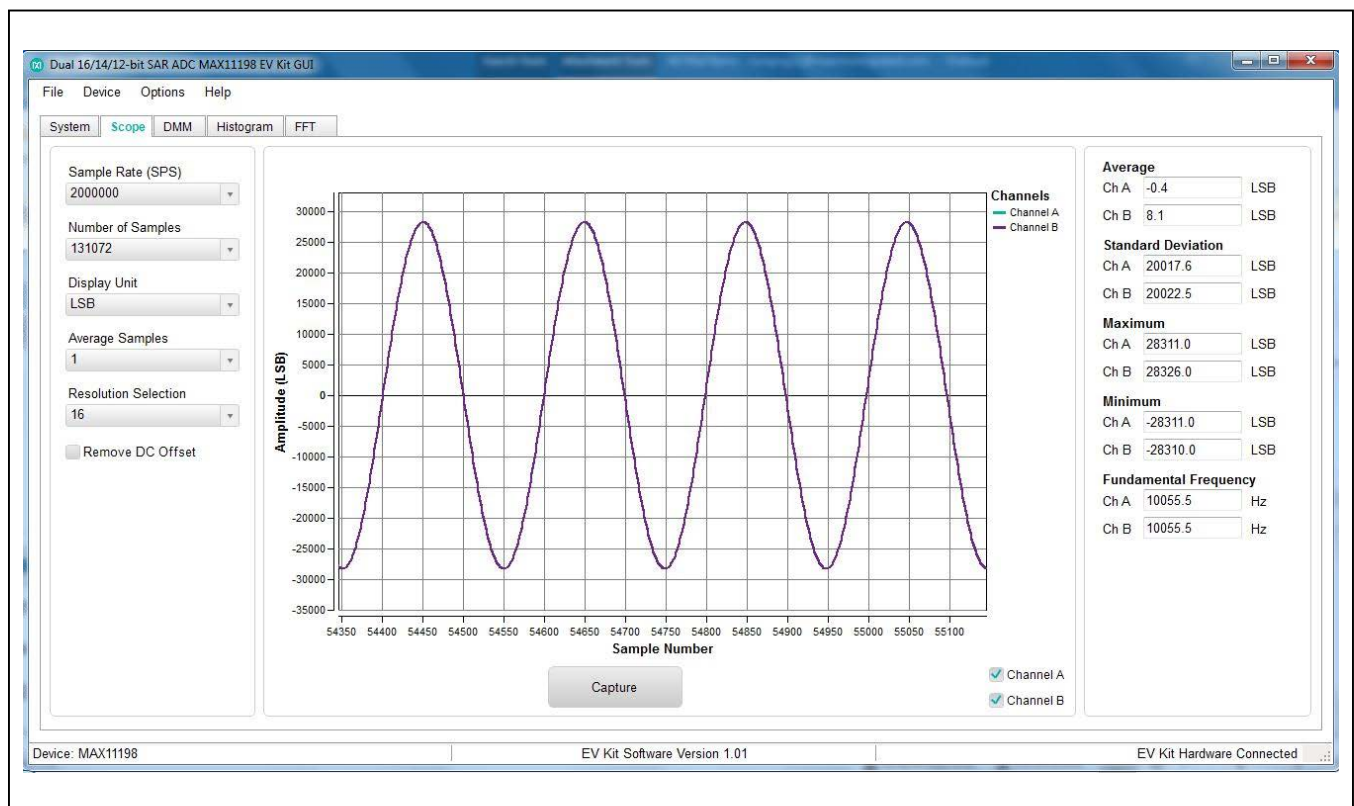 Dual 16/14/12-bit SAR ADC MAX11198 EV Kit GUI
File Device Options Help
System Scope DMM Histogram FFT
Sample Rate (SPS)
2000000
Number of Samples
131072
Display Unit
LSB
Average Samples
1
Resolution Selection
16
Remove DC Offset
Amplitude (LSB)
30000
25000
20000
15000
10000
5000
0
-5000
-10000
-15000
-20000
-25000
-30000
-35000
54350 54400 54450 54500 54550 54600 54650 54700 54750 54800 54850 54900 54950 55000 55050 55100
Sample Number
Channels
Channel A
Channel B
Capture
Channel A
Channel B
Average
Ch A -0.4 LSB
Ch B 8.1 LSB
Standard Deviation
Ch A 20017.6 LSB
Ch B 20022.5 LSB
Maximum
Ch A 28311.0 LSB
Ch B 28326.0 LSB
Minimum
Ch A -28311.0 LSB
Ch B -28310.0 LSB
Fundamental Frequency
Ch A 10055.5 Hz
Ch B 10055.5 Hz
Device: MAX11198
EV Kit Software Version 1.01
EV Kit Hardware Connected